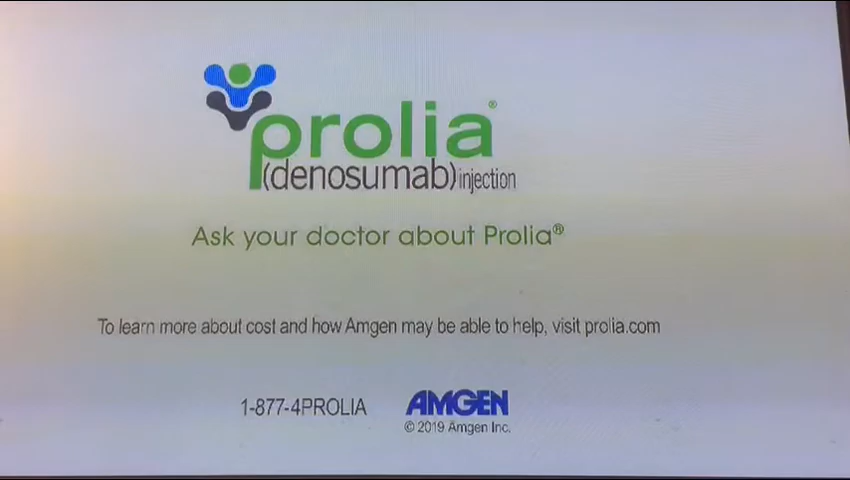 prolia®
(denosumab) injection
Ask your doctor about Prolia®
To learn more about cost and how Amgen may be able to help, visit prolia.com
1-877-4PROLIA
AMGEN
© 2019 Amgen Inc.